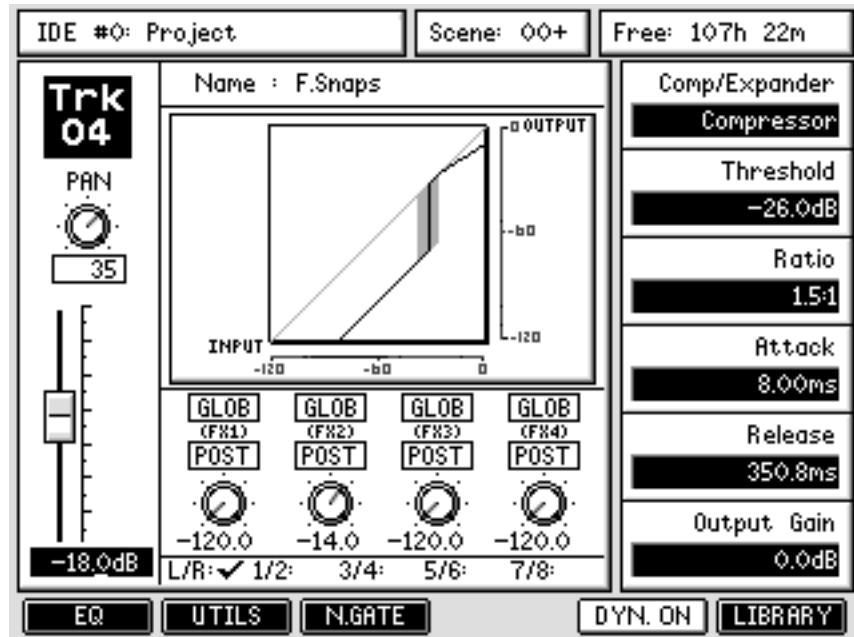 IDE #0: Project
Scene: 00+
Free: 107h 22m
Trk
04
PAN
35
-18.0dB
Name : F.Snaps
0 OUTPUT
-60
-120
INPUT
-120 -60 0
GLOB GLOB GLOB GLOB
(FX1) (FX2) (FX3) (FX4)
POST POST POST POST
-120.0 -14.0 -120.0 -120.0
L/R:✓ 1/2: 3/4: 5/6: 7/8:
Comp/Expander
Compressor
Threshold
-26.0dB
Ratio
1.5:1
Attack
8.00ms
Release
350.8ms
Output Gain
0.0dB
EQ UTILS N.GATE DYN. ON LIBRARY